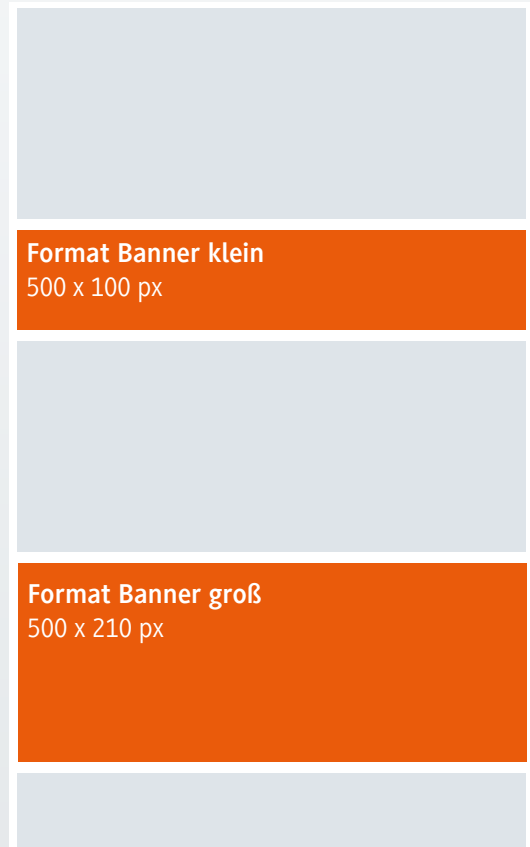 Format Banner klein
500 x 100 px
Format Banner groß
500 x 210 px